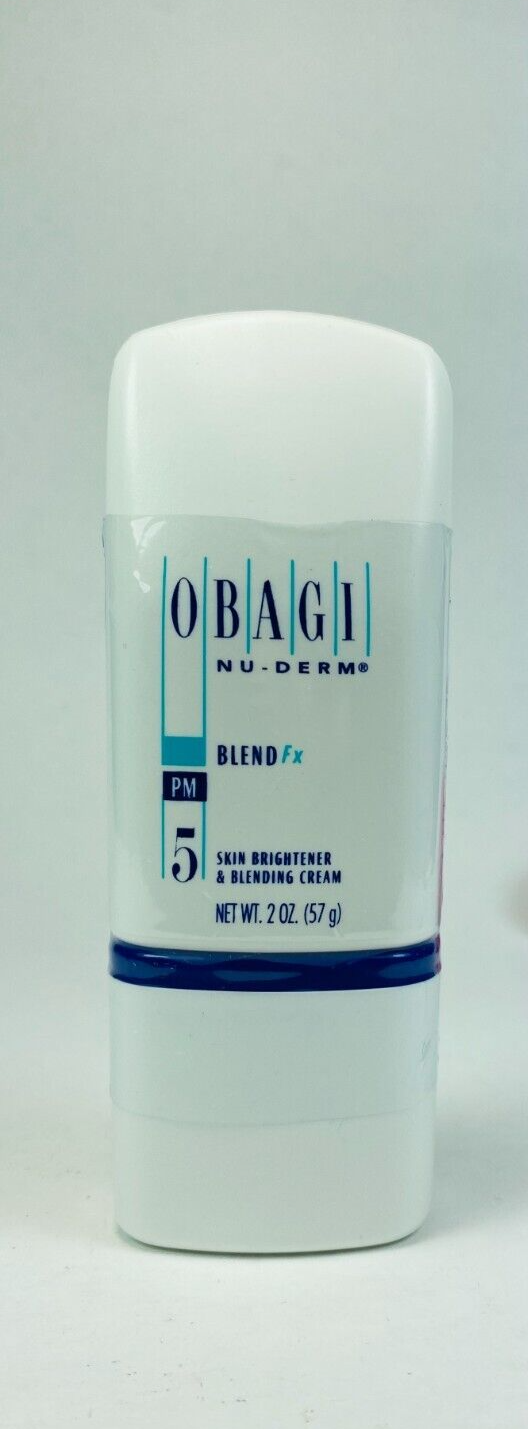 OBAGI
NU-DERM®
BLEND Fx
PM
5
SKIN BRIGHTENER
& BLENDING CREAM
NET WT. 2 OZ. (57 g)